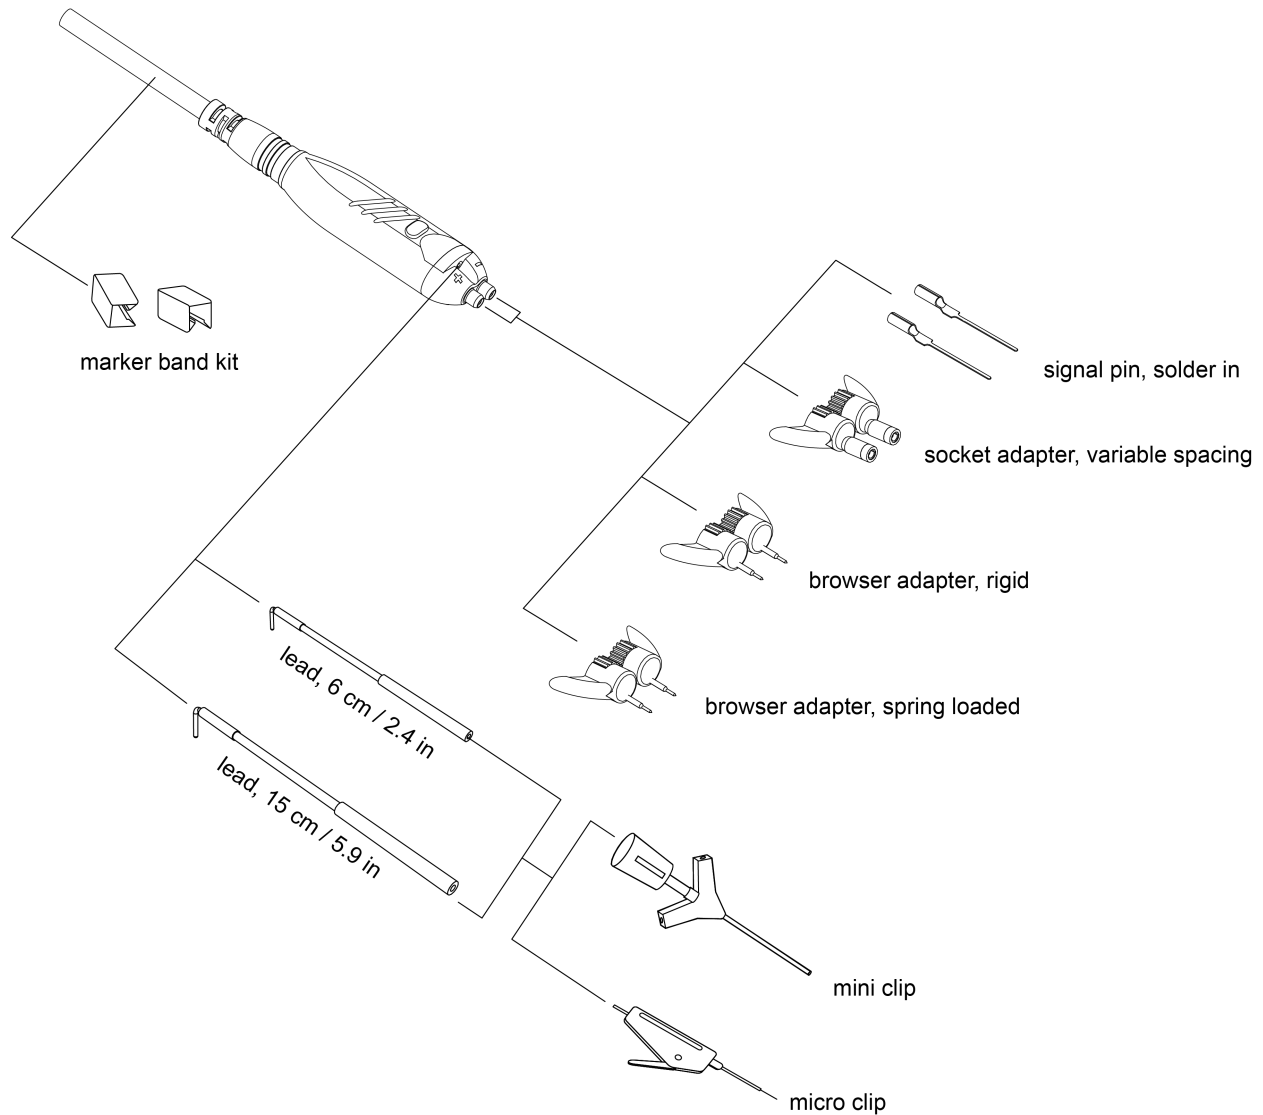 marker band kit
signal pin, solder in
socket adapter, variable spacing
browser adapter, rigid
browser adapter, spring loaded
lead, 6 cm / 2.4 in
lead, 15 cm / 5.9 in
mini clip
micro clip